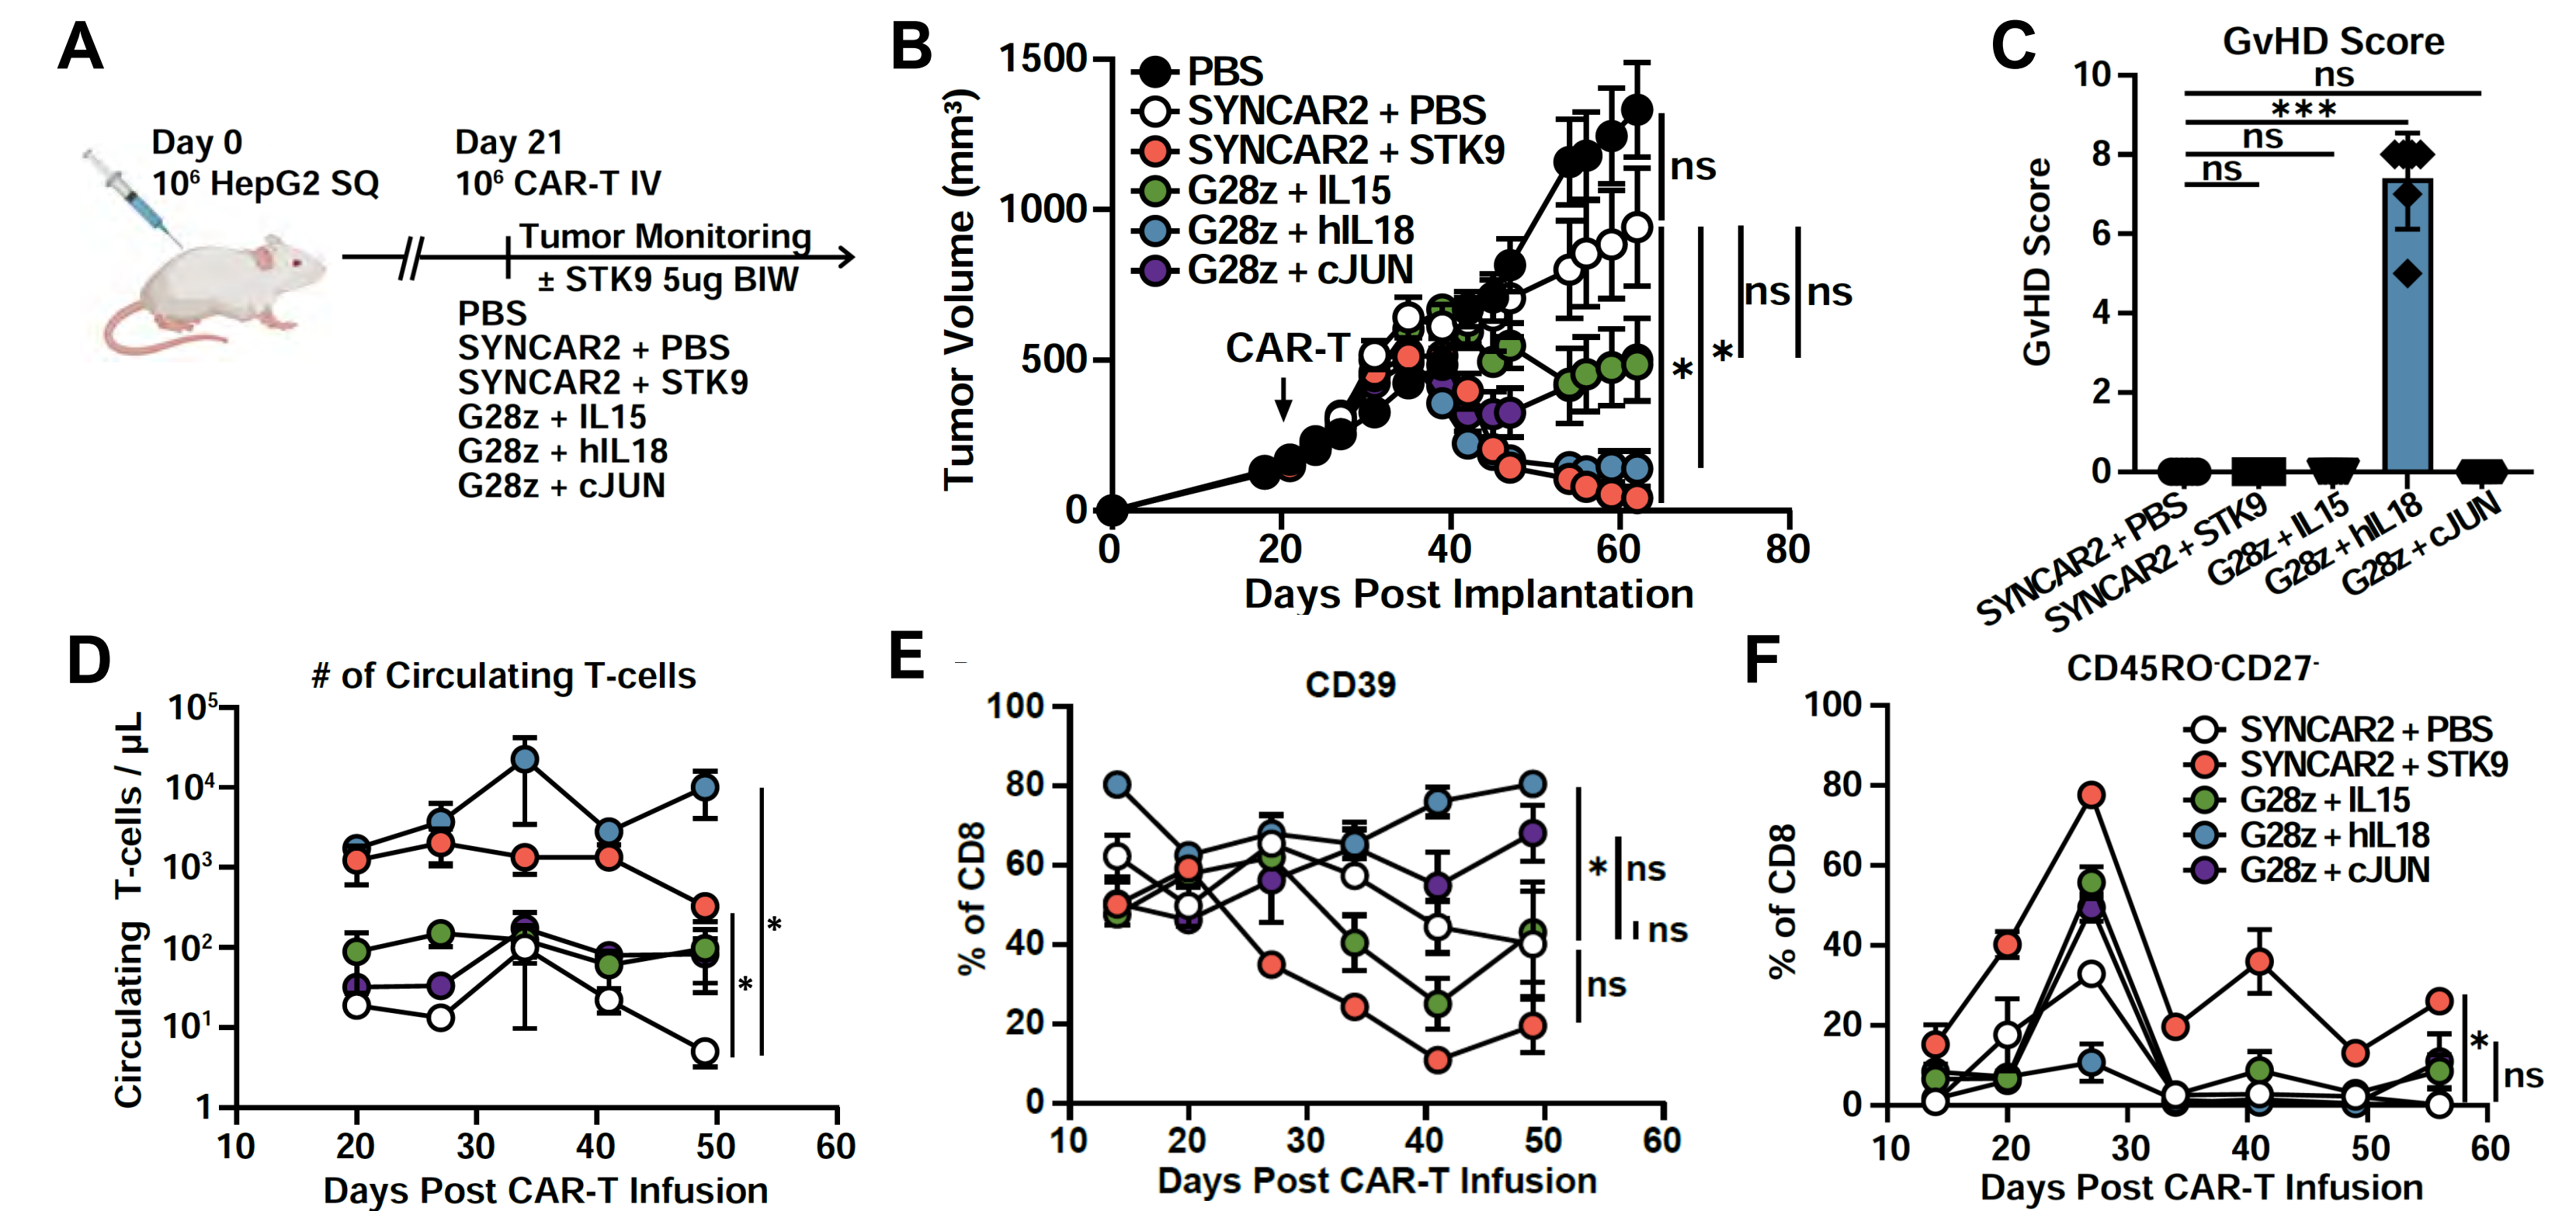 A
Day 0
10⁶ HepG2 SQ
Day 21
10⁶ CAR-T IV
Tumor Monitoring
± STK9 5ug BIW
PBS
SYNCAR2 + PBS
SYNCAR2 + STK9
G28z + IL15
G28z + hIL18
G28z + cJUN
B
Tumor Volume (mm³)
1500
1000
500
0
PBS
SYNCAR2 + PBS
SYNCAR2 + STK9
G28z + IL15
G28z + hIL18
G28z + cJUN
CAR-T
ns
*
*
ns
ns
0 20 40 60 80
Days Post Implantation
C
GvHD Score
GvHD Score
10
8
6
4
2
0
ns
***
ns
ns
SYNCAR2 + PBS
SYNCAR2 + STK9
G28z + IL15
G28z + hIL18
G28z + cJUN
D
# of Circulating T-cells
Circulating T-cells / µL
10⁵
10⁴
10³
10²
10¹
1
*
*
10 20 30 40 50 60
Days Post CAR-T Infusion
E
CD39
% of CD8
100
80
60
40
20
0
* ns
ns
ns
10 20 30 40 50 60
Days Post CAR-T Infusion
F
CD45RO⁻CD27⁻
% of CD8
100
80
60
40
20
0
SYNCAR2 + PBS
SYNCAR2 + STK9
G28z + IL15
G28z + hIL18
G28z + cJUN
*
ns
10 20 30 40 50 60
Days Post CAR-T Infusion